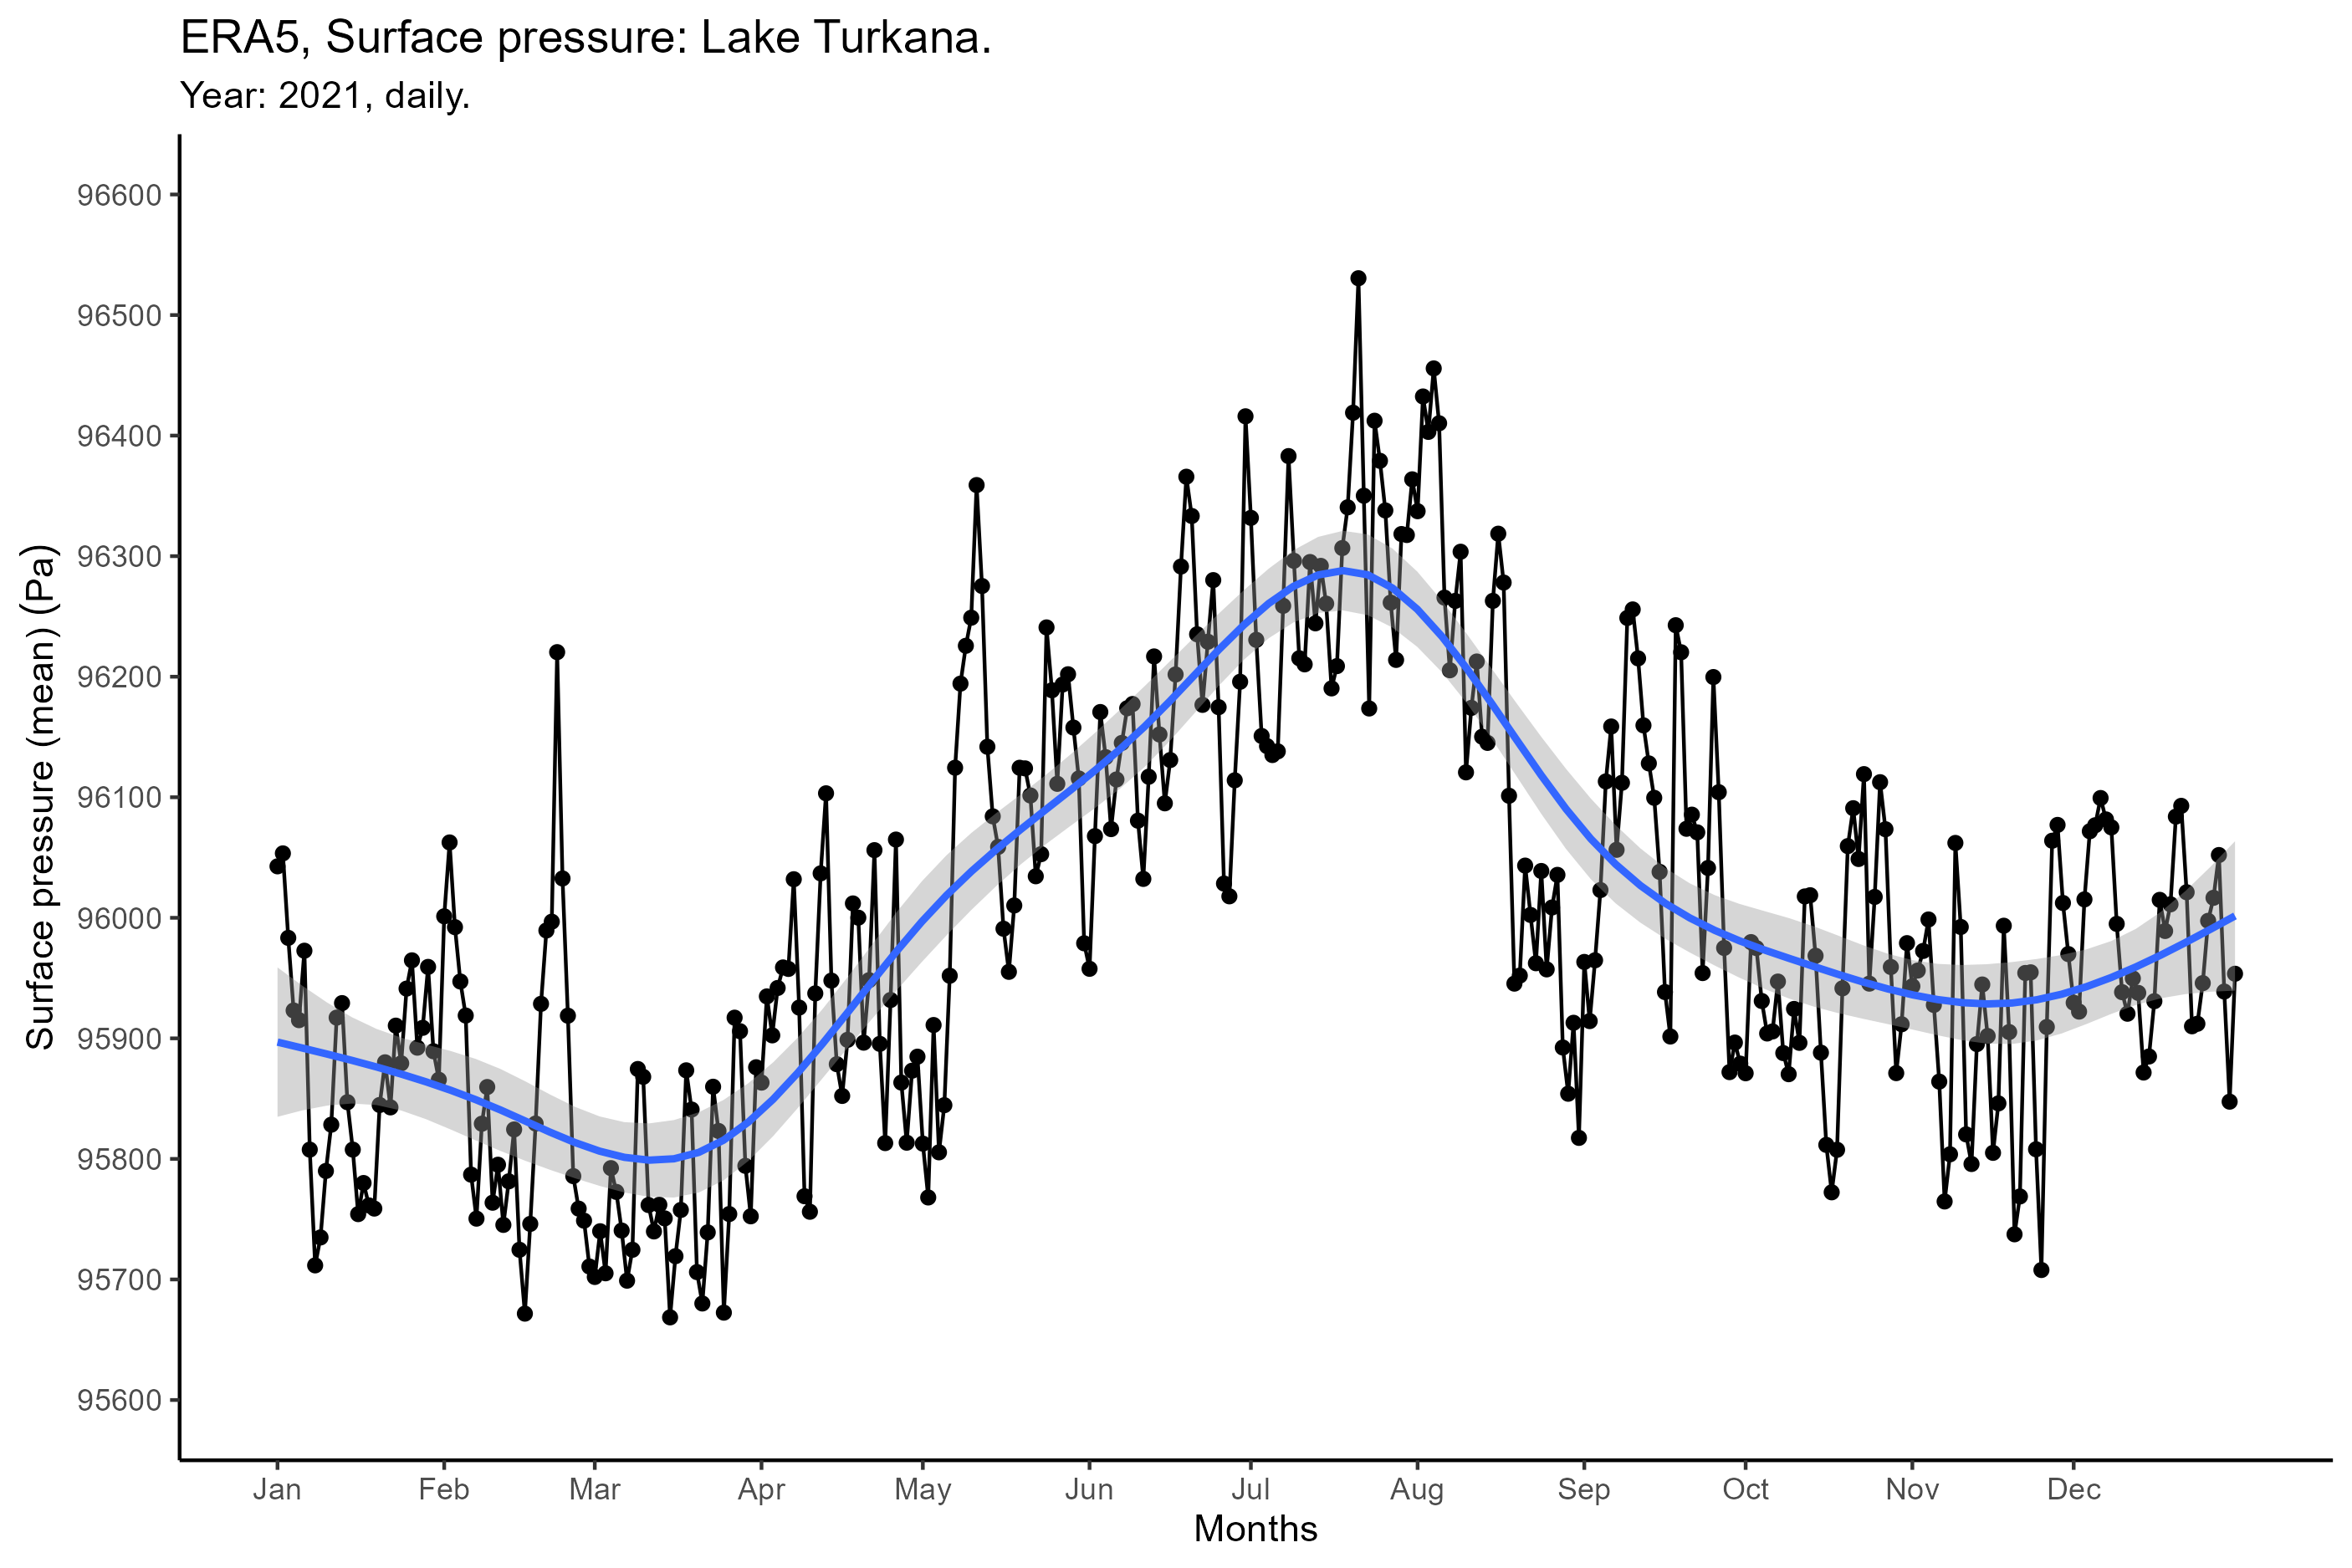 ERA5, Surface pressure: Lake Turkana.
Year: 2021, daily.
Surface pressure (mean) (Pa)
96600
96500
96400
96300
96200
96100
96000
95900
95800
95700
95600
Jan Feb Mar Apr May Jun Jul Aug Sep Oct Nov Dec
Months